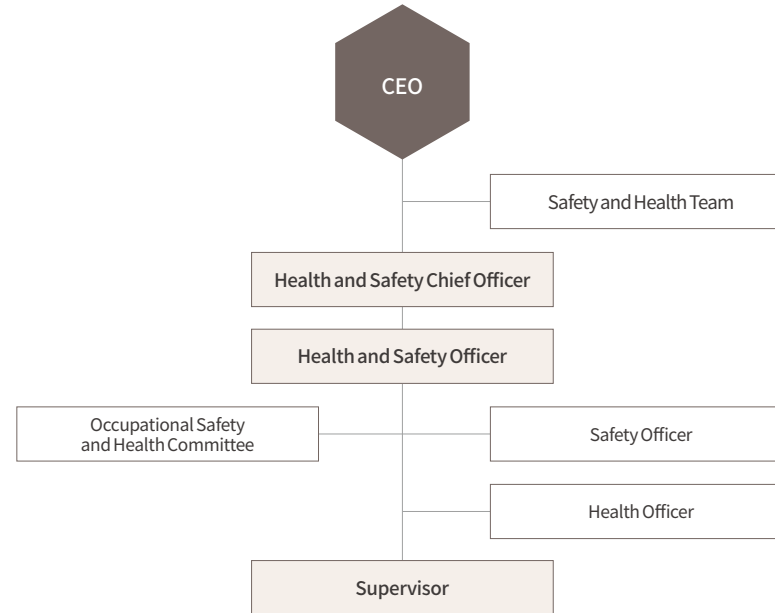 CEO
Safety and Health Team
Health and Safety Chief Officer
Health and Safety Officer
Occupational Safety
and Health Committee
Safety Officer
Health Officer
Supervisor